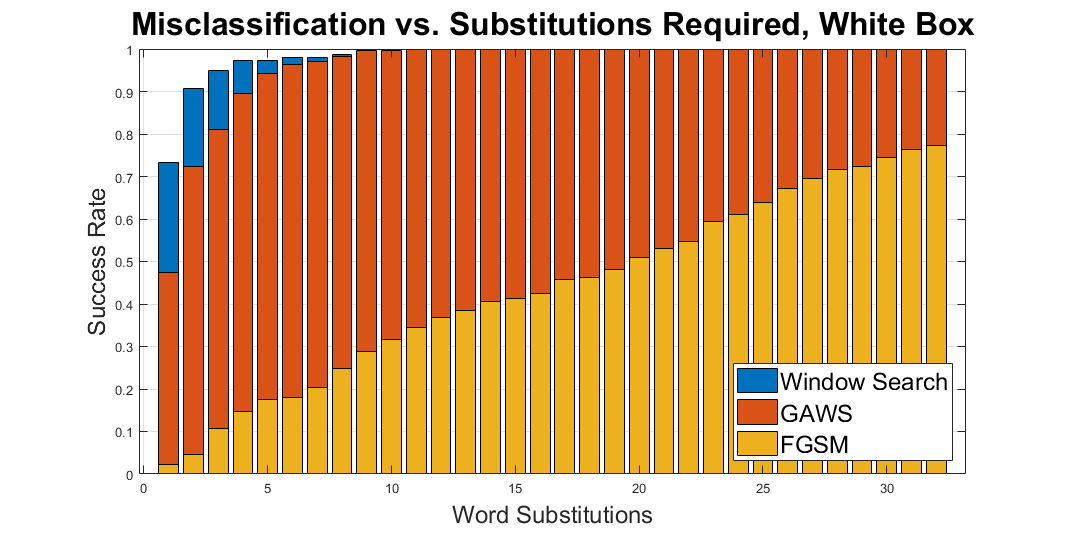 Misclassification vs. Substitutions Required, White Box
1
0.9
0.8
0.7
0.6
0.5
0.4
0.3
0.2
0.1
0
Success Rate
0 5 10 15 20 25 30
Word Substitutions
Window Search
GAWS
FGSM